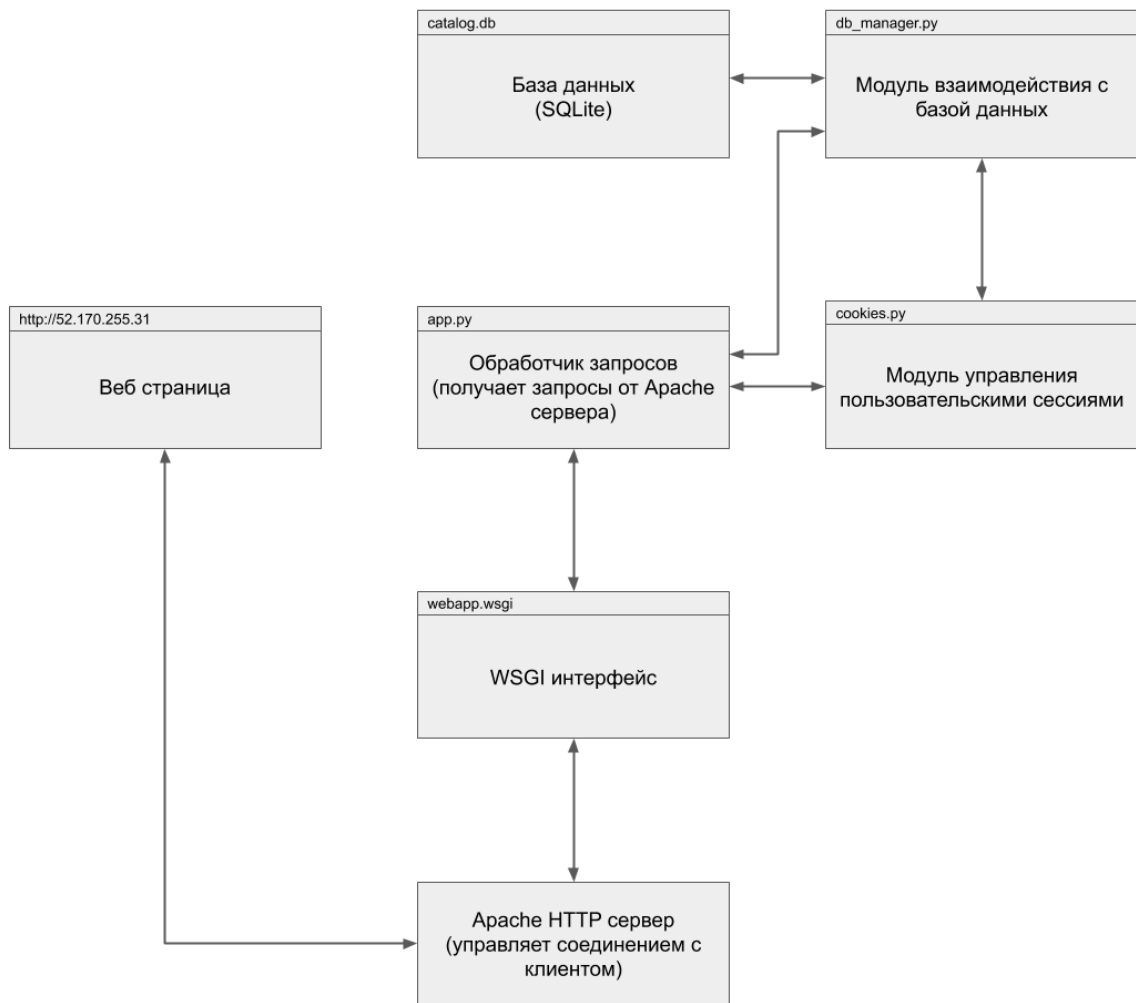 catalog.db
База данных
(SQLite)
db_manager.py
Модуль взаимодействия с
базой данных
http://52.170.255.31
Веб страница
app.py
Обработчик запросов
(получает запросы от Apache
сервера)
cookies.py
Модуль управления
пользовательскими сессиями
webapp.wsgi
WSGI интерфейс
Apache HTTP сервер
(управляет соединением с
клиентом)